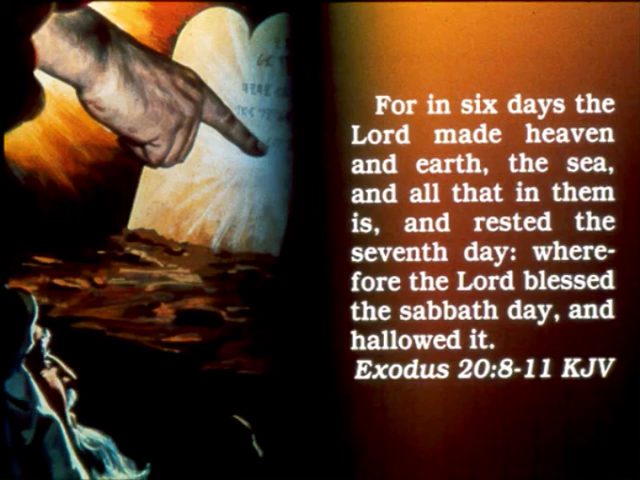 For in six days the
Lord made heaven
and earth, the sea,
and all that in them
is, and rested the
seventh day: where-
fore the Lord blessed
the sabbath day, and
hallowed it.
Exodus 20:8-11 KJV